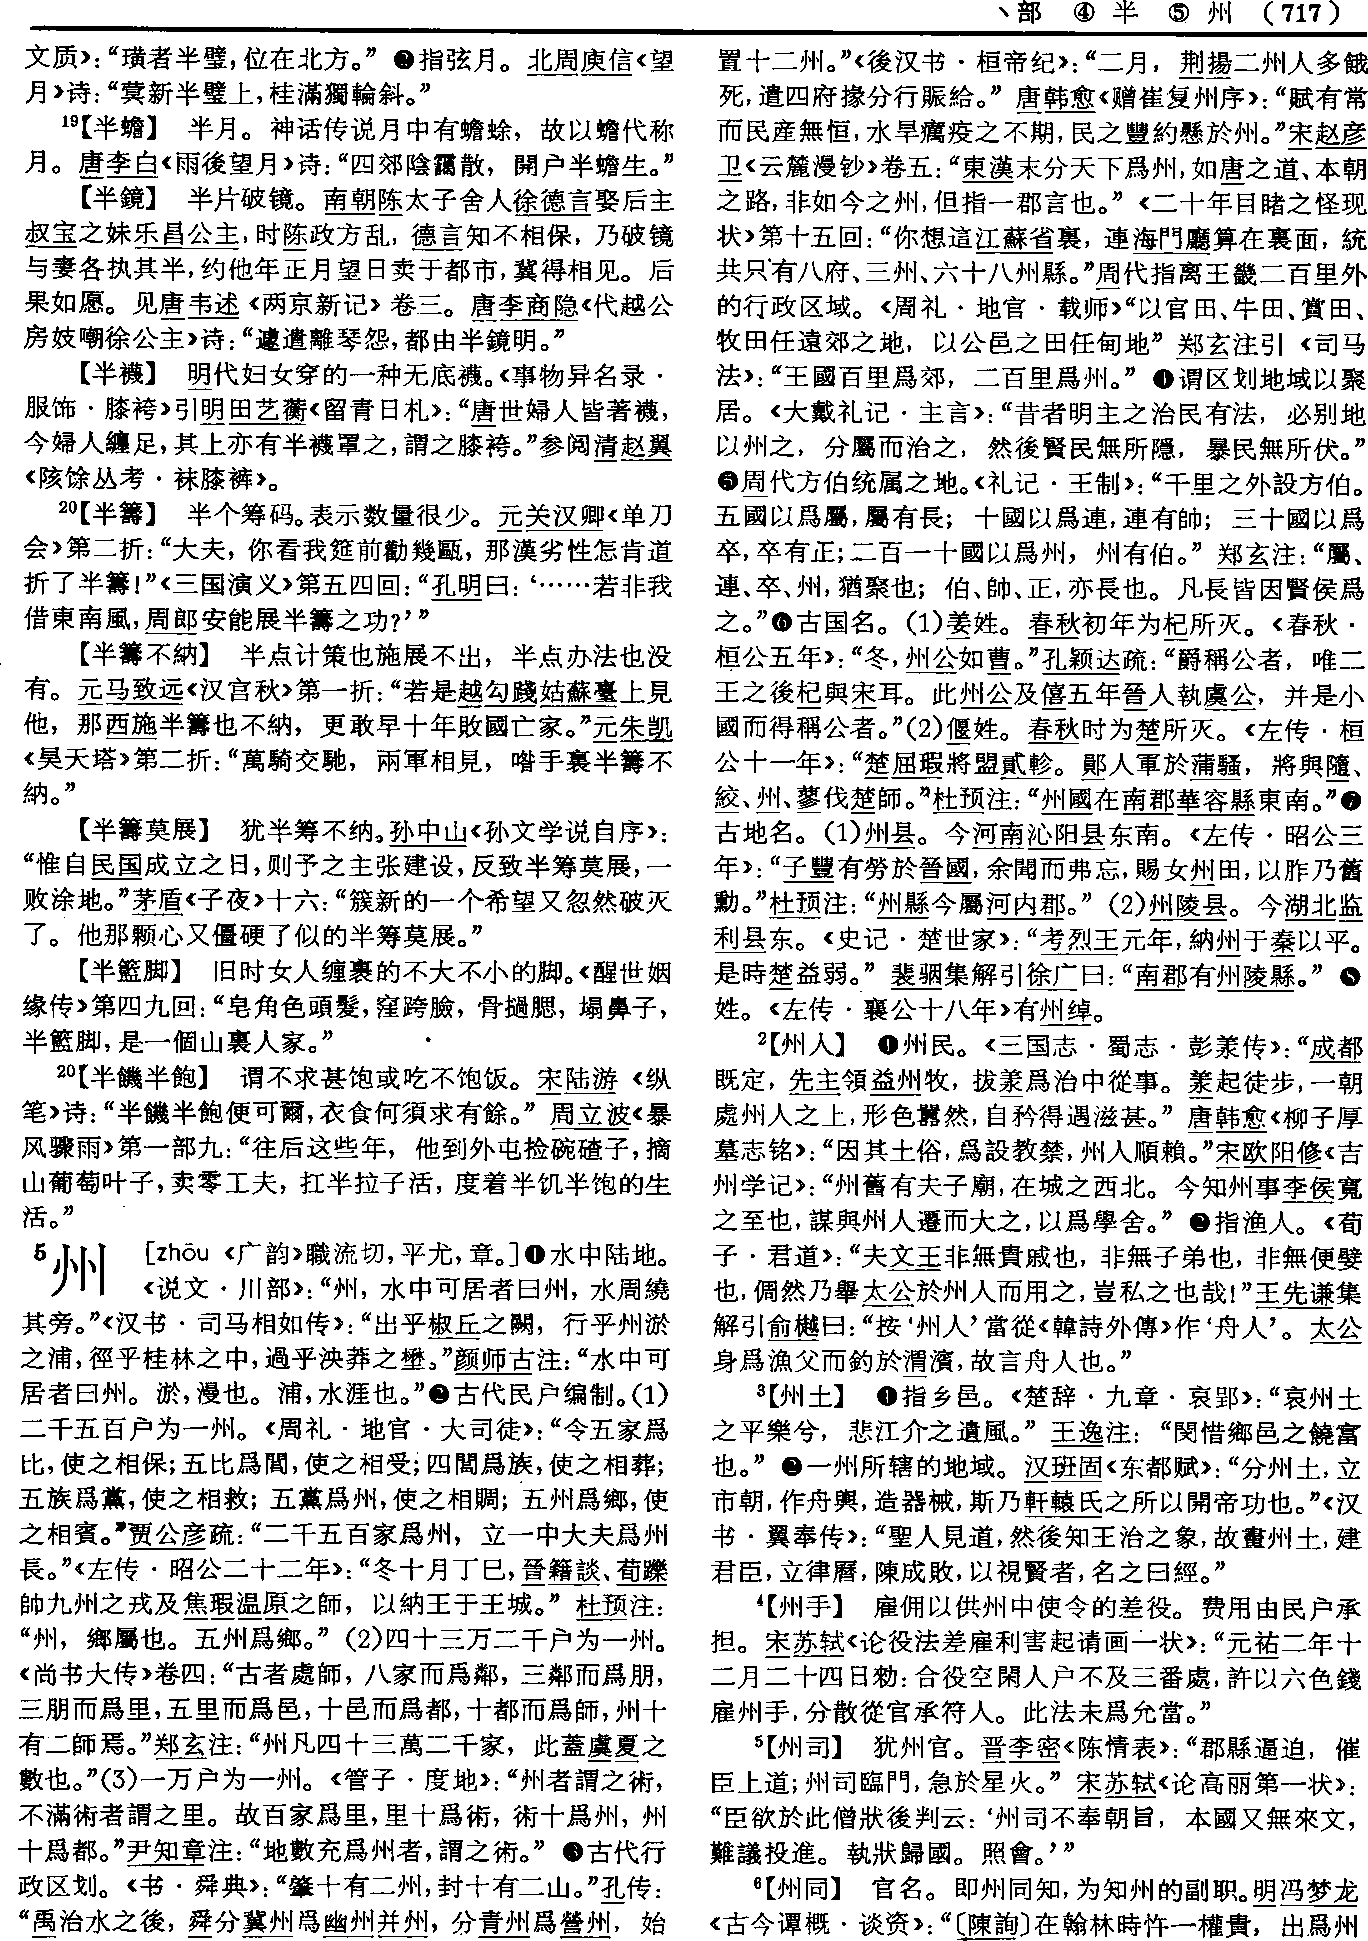 丶部 ④半 ⑤州 (717)
文质》：“璜者半璧，位在北方。” ❷指弦月。北周庾信《望
月》诗：“蓂新半璧上，桂滿獨輪斜。”
19【半蟾】 半月。神话传说月中有蟾蜍，故以蟾代称
月。唐李白《雨後望月》诗：“四郊陰靄散，開户半蟾生。”
【半鏡】 半片破镜。南朝陈太子舍人徐德言娶后主
叔宝之妹乐昌公主，时陈政方乱，德言知不相保，乃破镜
与妻各执其半，约他年正月望日卖于都市，冀得相见。后
果如愿。见唐韦述《两京新记》卷三。唐李商隐《代越公
房妓嘲徐公主》诗：“遽遣離琴怨，都由半鏡明。”
【半襪】 明代妇女穿的一种无底襪。《事物异名录·
服饰·膝袴》引明田艺蘅《留青日札》：“唐世婦人皆著襪，
今婦人纏足，其上亦有半襪罩之，謂之膝袴。”参阅清赵翼
《陔馀丛考·袜膝裤》。
20【半籌】 半个筹码。表示数量很少。元关汉卿《单刀
会》第二折：“大夫，你看我筵前勸幾甌，那漢劣性怎肯道
折了半籌！”《三国演义》第五四回：“孔明曰：‘……若非我
借東南風，周郎安能展半籌之功？’”
【半籌不納】 半点计策也施展不出，半点办法也没
有。元马致远《汉宫秋》第一折：“若是越勾踐姑蘇臺上見
他，那西施半籌也不納，更敢早十年敗國亡家。”元朱凯
《昊天塔》第二折：“萬騎交馳，兩軍相見，喒手裏半籌不
納。”
【半籌莫展】 犹半筹不纳。孙中山《孙文学说自序》：
“惟自民国成立之日，则予之主张建设，反致半筹莫展，一
败涂地。”茅盾《子夜》十六：“簇新的一个希望又忽然破灭
了。他那颗心又僵硬了似的半筹莫展。”
【半籃脚】 旧时女人缠裹的不大不小的脚。《醒世姻
缘传》第四九回：“皂角色頭髮，窪跨臉，骨撾腮，塌鼻子，
半籃脚，是一個山裏人家。”
20【半饑半飽】 谓不求甚饱或吃不饱饭。宋陆游《纵
笔》诗：“半饑半飽便可爾，衣食何須求有餘。” 周立波《暴
风骤雨》第一部九：“往后这些年，他到外屯捡碗碴子，摘
山葡萄叶子，卖零工夫，扛半拉子活，度着半饥半饱的生
活。”
5州 [zhōu 《广韵》職流切，平尤，章。]❶水中陆地。
《说文·川部》：“州，水中可居者曰州，水周繞
其旁。”《汉书·司马相如传》：“出乎椒丘之闕，行乎州淤
之浦，徑乎桂林之中，過乎泱莽之壄。”颜师古注：“水中可
居者曰州。淤，漫也。浦，水涯也。”❷古代民户编制。(1)
二千五百户为一州。《周礼·地官·大司徒》：“令五家爲
比，使之相保；五比爲閭，使之相受；四閭爲族，使之相葬；
五族爲黨，使之相救；五黨爲州，使之相賙；五州爲鄉，使
之相賓。”贾公彦疏：“二千五百家爲州，立一中大夫爲州
長。”《左传·昭公二十二年》：“冬十月丁巳，晉籍談、荀躒
帥九州之戎及焦瑕温原之師，以納王于王城。” 杜预注：
“州，鄉屬也。五州爲鄉。” (2)四十三万二千户为一州。
《尚书大传》卷四：“古者處師，八家而爲鄰，三鄰而爲朋，
三朋而爲里，五里而爲邑，十邑而爲都，十都而爲師，州十
有二師焉。”郑玄注：“州凡四十三萬二千家，此蓋虞夏之
數也。”(3)一万户为一州。《管子·度地》：“州者謂之術，
不滿術者謂之里。故百家爲里，里十爲術，術十爲州，州
十爲都。”尹知章注：“地數充爲州者，謂之術。” ❸古代行
政区划。《书·舜典》：“肇十有二州，封十有二山。”孔传：
“禹治水之後，舜分冀州爲幽州并州，分青州爲營州，始
置十二州。”《後汉书·桓帝纪》：“二月，荆揚二州人多餓
死，遣四府掾分行賑給。” 唐韩愈《赠崔复州序》：“賦有常
而民産無恒，水旱癘疫之不期，民之豐約懸於州。”宋赵彦
卫《云麓漫钞》卷五：“東漢末分天下爲州，如唐之道、本朝
之路，非如今之州，但指一郡言也。” 《二十年目睹之怪现
状》第十五回：“你想這江蘇省裏，連海門廳算在裏面，統
共只有八府、三州、六十八州縣。”周代指离王畿二百里外
的行政区域。《周礼·地官·载师》“以官田、牛田、賞田、
牧田任遠郊之地，以公邑之田任甸地” 郑玄注引《司马
法》：“王國百里爲郊，二百里爲州。” ❹谓区划地域以聚
居。《大戴礼记·主言》：“昔者明主之治民有法，必别地
以州之，分屬而治之，然後賢民無所隱，暴民無所伏。”
❺周代方伯统属之地。《礼记·王制》：“千里之外設方伯。
五國以爲屬，屬有長；十國以爲連，連有帥；三十國以爲
卒，卒有正；二百一十國以爲州，州有伯。” 郑玄注：“屬、
連、卒、州，猶聚也；伯、帥、正，亦長也。凡長皆因賢侯爲
之。”❻古国名。(1)姜姓。春秋初年为杞所灭。《春秋·
桓公五年》：“冬，州公如曹。”孔颖达疏：“爵稱公者，唯二
王之後杞與宋耳。此州公及僖五年晉人執虞公，并是小
國而得稱公者。”(2)偃姓。春秋时为楚所灭。《左传·桓
公十一年》：“楚屈瑕將盟貳軫。鄖人軍於蒲騷，將與隨、
絞、州、蓼伐楚師。”杜预注：“州國在南郡華容縣東南。”❼
古地名。(1)州县。今河南沁阳县东南。《左传·昭公三
年》：“子豐有勞於晉國，余聞而弗忘，賜女州田，以胙乃舊
勳。”杜预注：“州縣今屬河内郡。” (2)州陵县。今湖北监
利县东。《史记·楚世家》：“考烈王元年，納州于秦以平。
是時楚益弱。” 裴骃集解引徐广曰：“南郡有州陵縣。” ❽
姓。《左传·襄公十八年》有州绰。
2【州人】 ❶州民。《三国志·蜀志·彭羕传》：“成都
既定，先主領益州牧，拔羕爲治中從事。羕起徒步，一朝
處州人之上，形色囂然，自矜得遇滋甚。” 唐韩愈《柳子厚
墓志铭》：“因其土俗，爲設教禁，州人順賴。”宋欧阳修《吉
州学记》：“州舊有夫子廟，在城之西北。今知州事李侯寬
之至也，謀與州人遷而大之，以爲學舍。” ❷指渔人。《荀
子·君道》：“夫文王非無貴戚也，非無子弟也，非無便嬖
也，倜然乃舉太公於州人而用之，豈私之也哉！”王先谦集
解引俞樾曰：“按‘州人’當從《韓詩外傳》作‘舟人’。太公
身爲漁父而釣於渭濱，故言舟人也。”
3【州土】 ❶指乡邑。《楚辞·九章·哀郢》：“哀州土
之平樂兮，悲江介之遺風。” 王逸注：“閔惜鄉邑之饒富
也。” ❷一州所辖的地域。汉班固《东都赋》：“分州土，立
市朝，作舟輿，造器械，斯乃軒轅氏之所以開帝功也。”《汉
书·翼奉传》：“聖人見道，然後知王治之象，故畫州土，建
君臣，立律曆，陳成敗，以視賢者，名之曰經。”
4【州手】 雇佣以供州中使令的差役。费用由民户承
担。宋苏轼《论役法差雇利害起请画一状》：“元祐二年十
二月二十四日勑：合役空閑人户不及三番處，許以六色錢
雇州手，分散從官承符人。此法未爲允當。”
5【州司】 犹州官。晋李密《陈情表》：“郡縣逼迫，催
臣上道；州司臨門，急於星火。” 宋苏轼《论高丽第一状》：
“臣欲於此僧狀後判云：‘州司不奉朝旨，本國又無來文，
難議投進。執狀歸國。照會。’”
6【州同】 官名。即州同知，为知州的副职。明冯梦龙
《古今谭概·谈资》：“〔陳詢〕在翰林時忤一權貴，出爲州